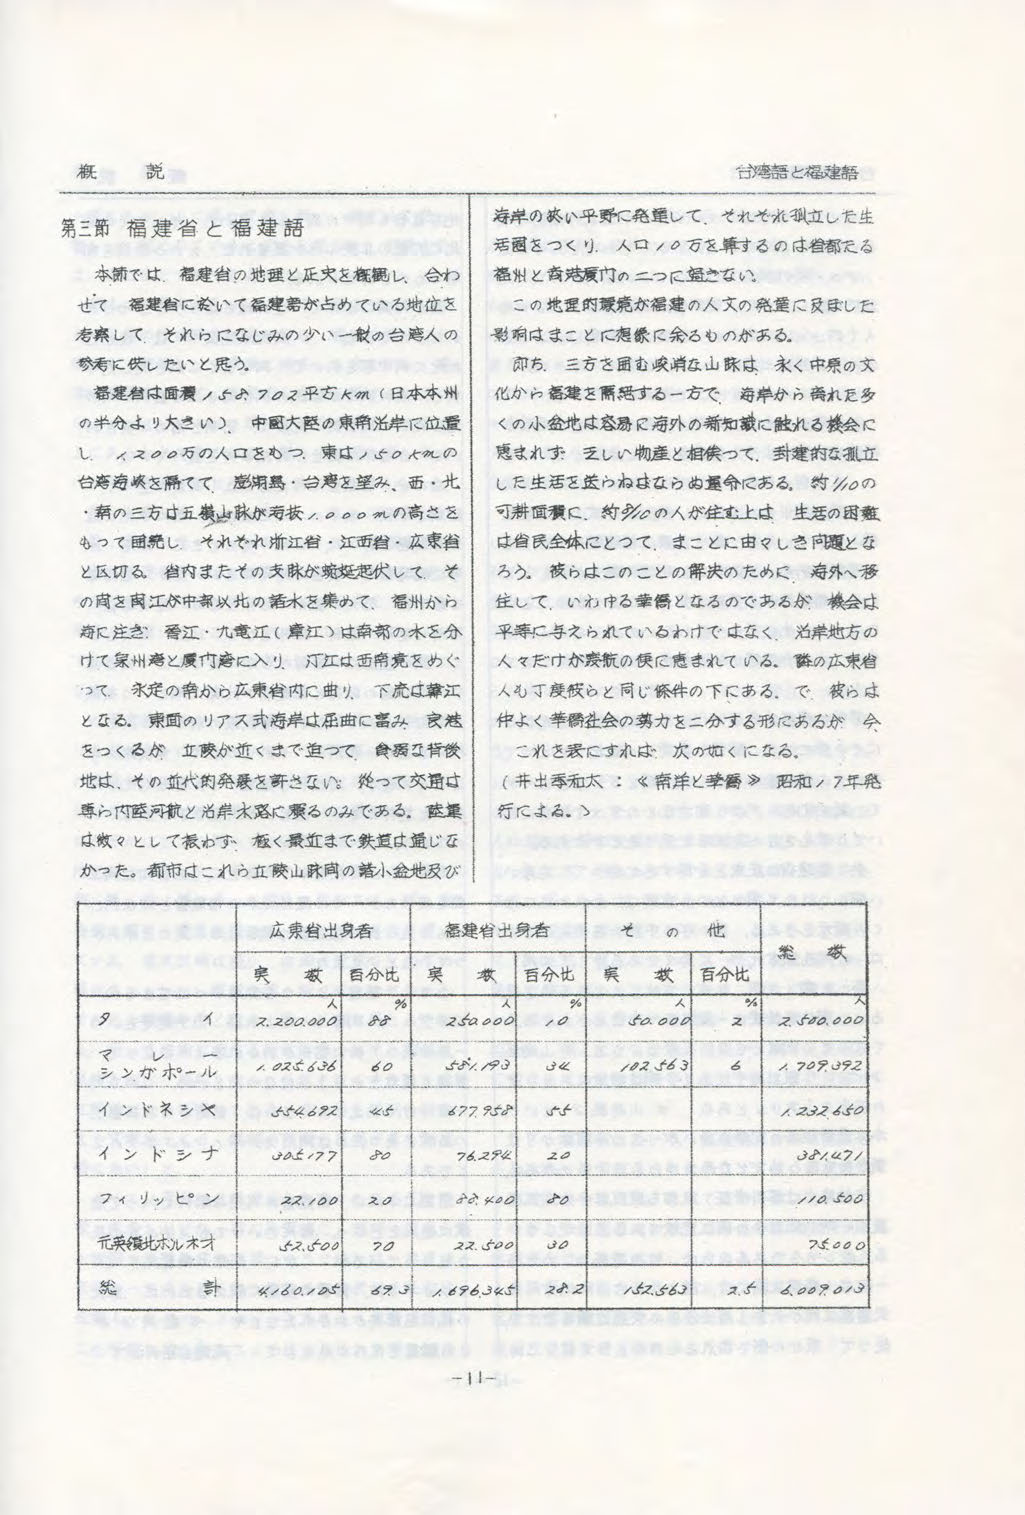 概 説
台湾語と福建語
第三節 福建省と福建語
本節では、福建省の地理と歴史を概観し、合わ
せて、福建省に於いて福建語が占めている地位を
考察して、それらになじみの少い一般の台湾人の
参考に供したいと思う。
福建省は面積158,702平方Km(日本本州
の半分より大きい)、中国大陸の東南沿岸に位置
し、1,200万の人口をもつ、東は150Kmの
台湾海峡を隔てて、澎湖島・台湾を望み、西・北
・南の三方は五嶺山脈が海抜1,000mの高さを
もって囲繞し、それぞれ浙江省・江西省・広東省
と区切る。省内またその支脈が蜿蜒起伏して、そ
の間を閩江が中部以北の諸水を集めて、福州から
海に注ぎ、晋江・九竜江(漳江)は南部の水を分
けて泉州湾と廈門湾に入り、汀江は西南境をめぐ
って、永定の南から広東省内に曲り、下流は韓江
となる。東面のリアス式海岸は屈曲に富み、良港
をつくるが、立陵が近くまで迫って、貪弱な背後
地は、その近代的発展を許さない。従って交通は
専ら内陸河航と沿岸水路に頼るのみである。陸運
は紋々として振わず、極く最近まで鉄道は通じな
かった。都市はこれら立陵山脈間の諸小盆地及び
海岸の狭い平野に発達して、それぞれ孤立した生
活圏をつくり、人口10万を算するのは省都たる
福州と商港廈門の二つに過ぎない。
この地理的環境が福建の人文の発達に及ぼした
影响はまことに想像に余るものがある。
即ち、三方を囲む峻峭な山脉は、永く中原の文
化から福建を隔絶する一方で、海岸から離れた多
くの小盆地は容易に海外の新知識に触れる機会に
恵まれず、乏しい物産と相俟って、封建的な孤立
した生活を送らねばならぬ運命にある。約1/10の
可耕面積に、約8/10の人が住む上は、生活の困難
は省民全体にとって、まことに由々しき问題とな
ろう。彼らはこのことの解決のために、海外へ移
住して、いわゆる華僑となるのであるが、機会は
平等に与えられているわけではなく、沿岸地方の
人々だけが渡航の便に恵まれている。隣の広東省
人も丁度彼らと同じ條件の下にある、で、彼らは
仲よく華僑社会の勢力を二分する形にあるが、今、
これを表にすれば、次の如くになる。
(井出季和太:《南洋と華僑》昭和17年発
行による。)
広東省出身者 福建省出身者 その他 総数
実数 百分比 実数 百分比 実数 百分比
人 % 人 % 人 % 人
タイ 2.200.000 88 250.000 10 50.000 2 2.500.000
マレー
シンガポール 1.025.636 60 581.193 34 102.563 6 1.709.392
インドネシヤ 554.692 45 677.958 55 1.232.650
インドシナ 305.177 80 76.294 20 381.471
フィリッピン 22.100 20 88.400 80 110.500
元英領北ボルネオ 52.500 70 22.500 30 75.000
総計 4.160.105 69.3 1.696.345 28.2 152.563 2.5 6.009.013
-11-